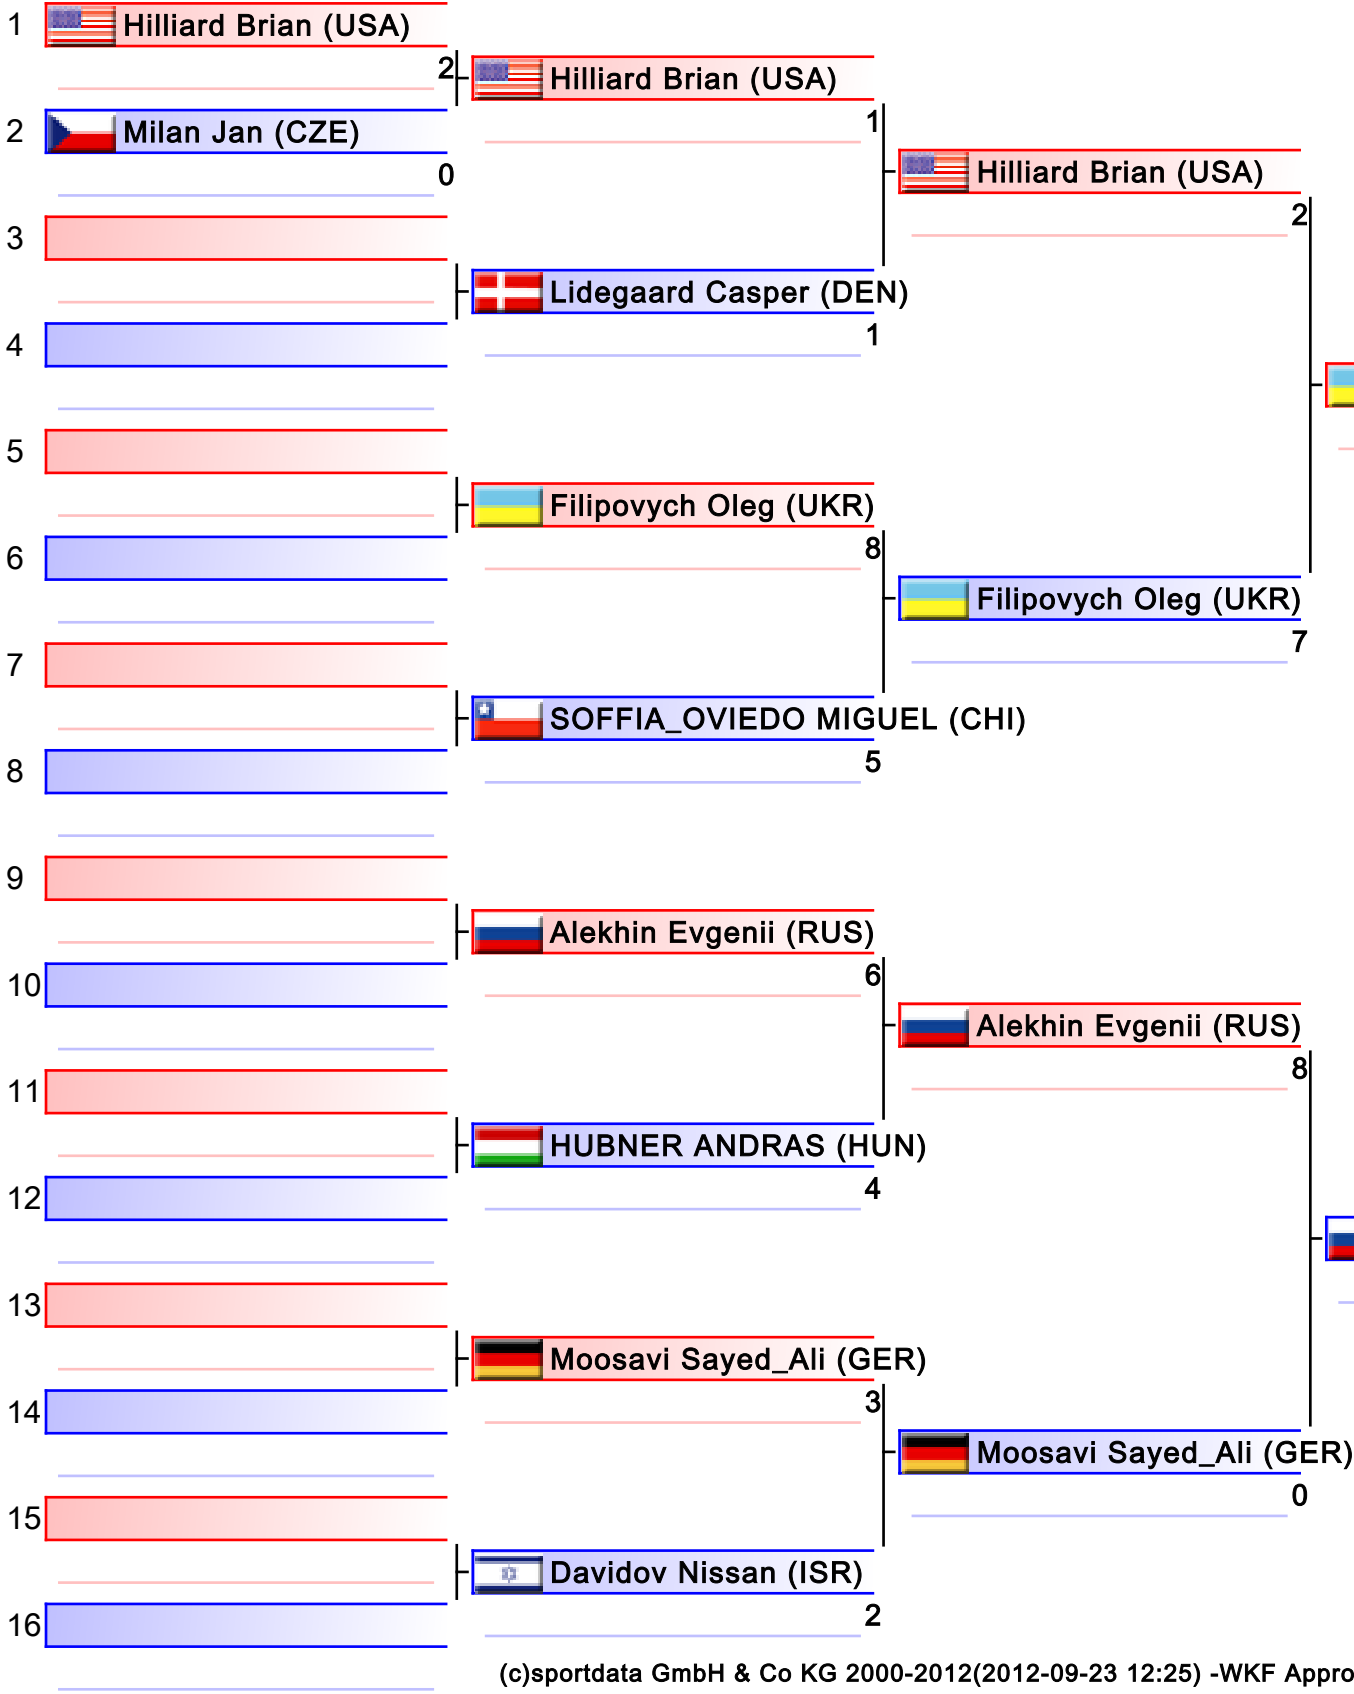 1 Hilliard Brian (USA)
2 Hilliard Brian (USA)
2 Milan Jan (CZE)
1
0
Hilliard Brian (USA)
3
2
Lidegaard Casper (DEN)
4
1
5
Filipovych Oleg (UKR)
6
8
Filipovych Oleg (UKR)
7
7
SOFFIA_OVIEDO MIGUEL (CHI)
8
5
9
Alekhin Evgenii (RUS)
10
6
Alekhin Evgenii (RUS)
11
8
HUBNER ANDRAS (HUN)
12
4
13
Moosavi Sayed_Ali (GER)
14
3
Moosavi Sayed_Ali (GER)
15
0
Davidov Nissan (ISR)
16
2
(c)sportdata GmbH & Co KG 2000-2012(2012-09-23 12:25) -WKF Appro